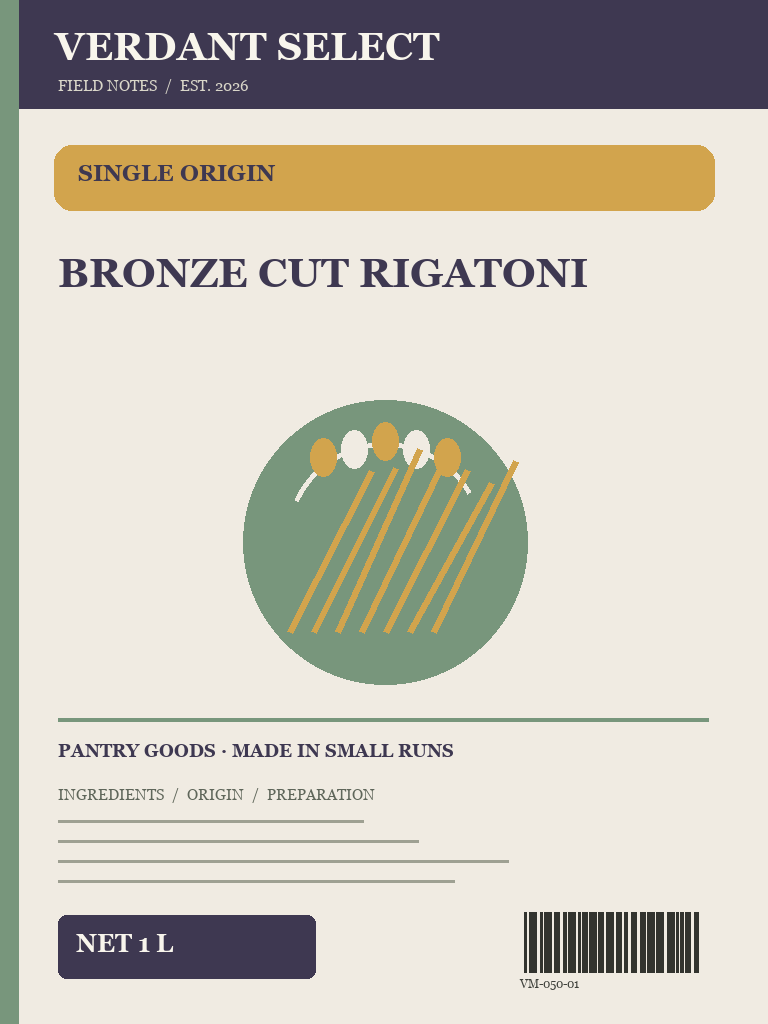 VERDANT SELECT
FIELD NOTES / EST. 2026
SINGLE ORIGIN
BRONZE CUT RIGATONI
PANTRY GOODS · MADE IN SMALL RUNS
INGREDIENTS / ORIGIN / PREPARATION
NET 1 L
VM-050-01